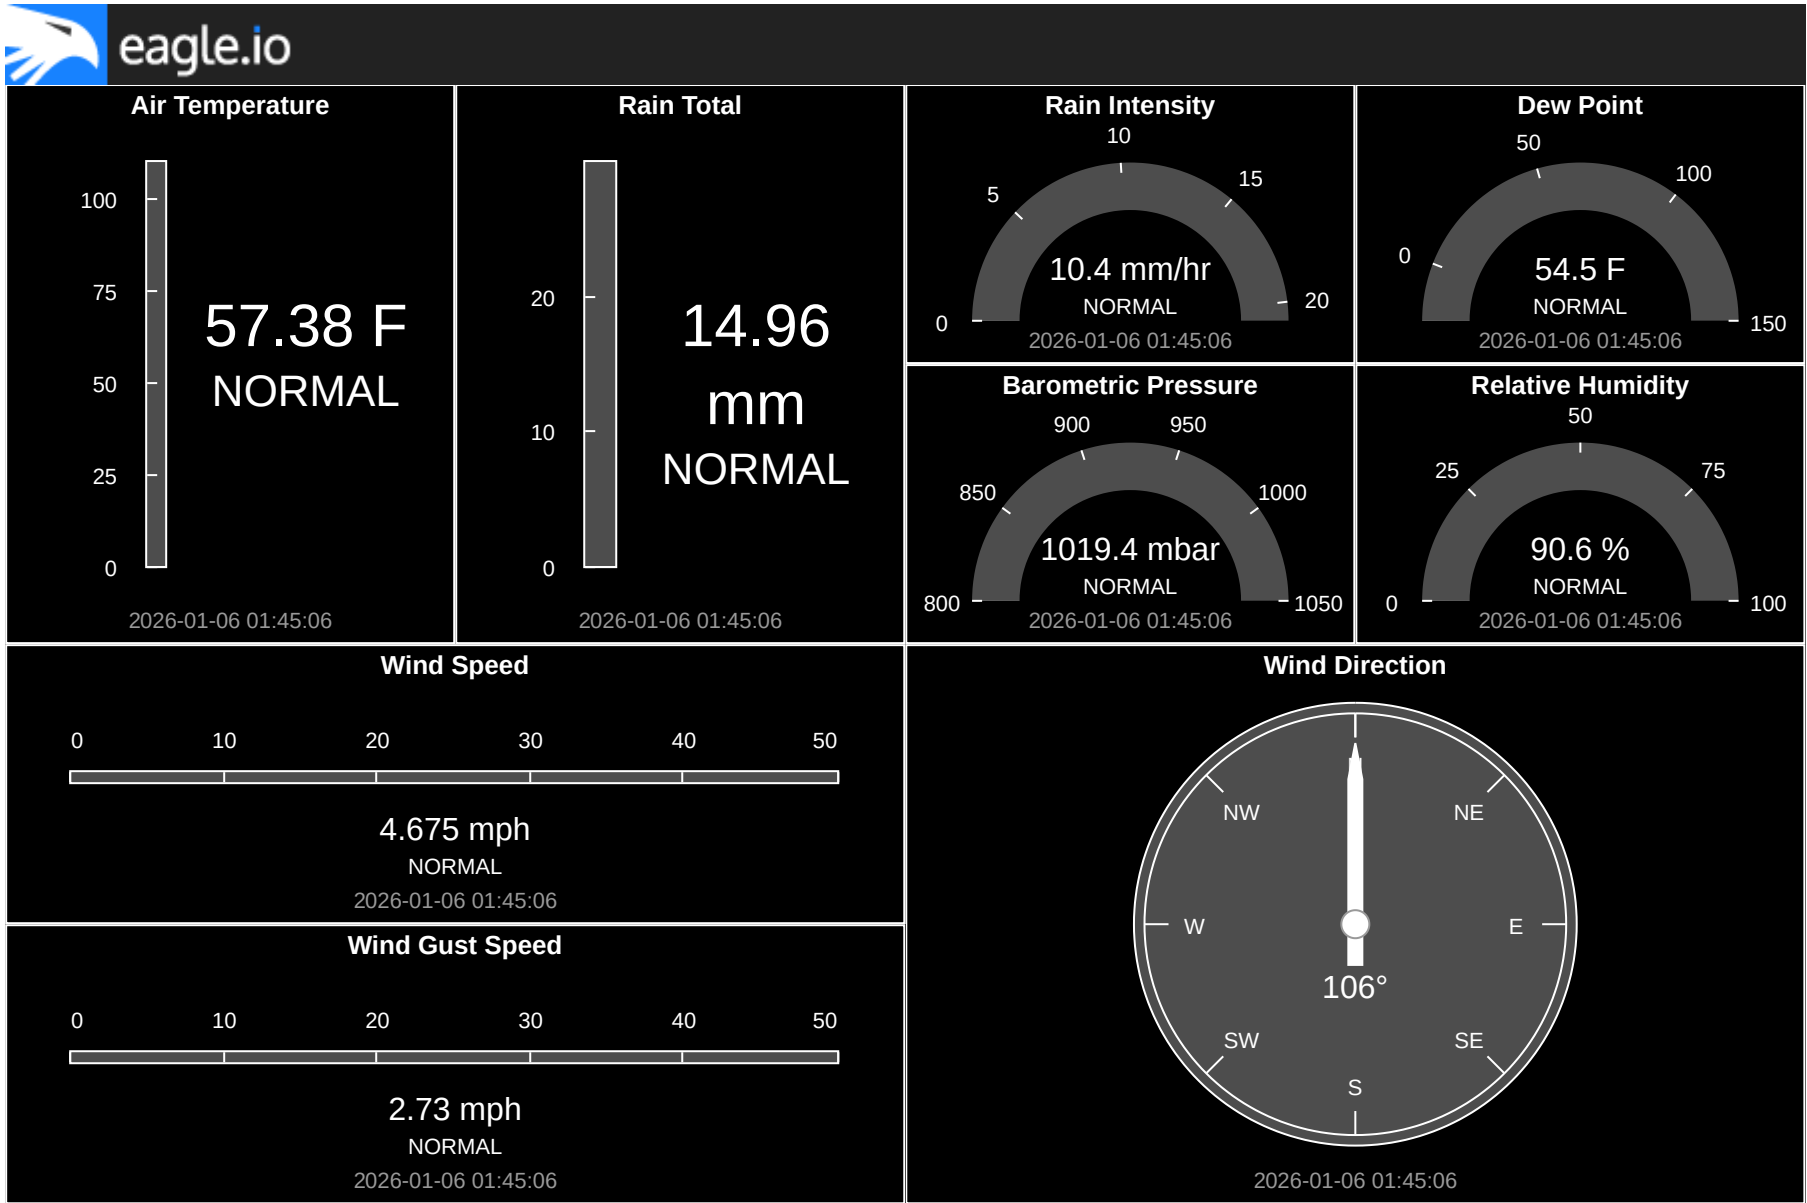 eagle.io
Air Temperature
100
75
50
25
0
57.38 F
NORMAL
2026-01-06 01:45:06
Rain Total
20
10
0
14.96
mm
NORMAL
2026-01-06 01:45:06
Rain Intensity
0
5
10
15
20
10.4 mm/hr
NORMAL
2026-01-06 01:45:06
Dew Point
0
50
100
150
54.5 F
NORMAL
2026-01-06 01:45:06
Barometric Pressure
800
850
900
950
1000
1050
1019.4 mbar
NORMAL
2026-01-06 01:45:06
Relative Humidity
0
25
50
75
100
90.6 %
NORMAL
2026-01-06 01:45:06
Wind Speed
0 10 20 30 40 50
4.675 mph
NORMAL
2026-01-06 01:45:06
Wind Gust Speed
0 10 20 30 40 50
2.73 mph
NORMAL
2026-01-06 01:45:06
Wind Direction
NW NE
W E
106°
SW SE
S
2026-01-06 01:45:06